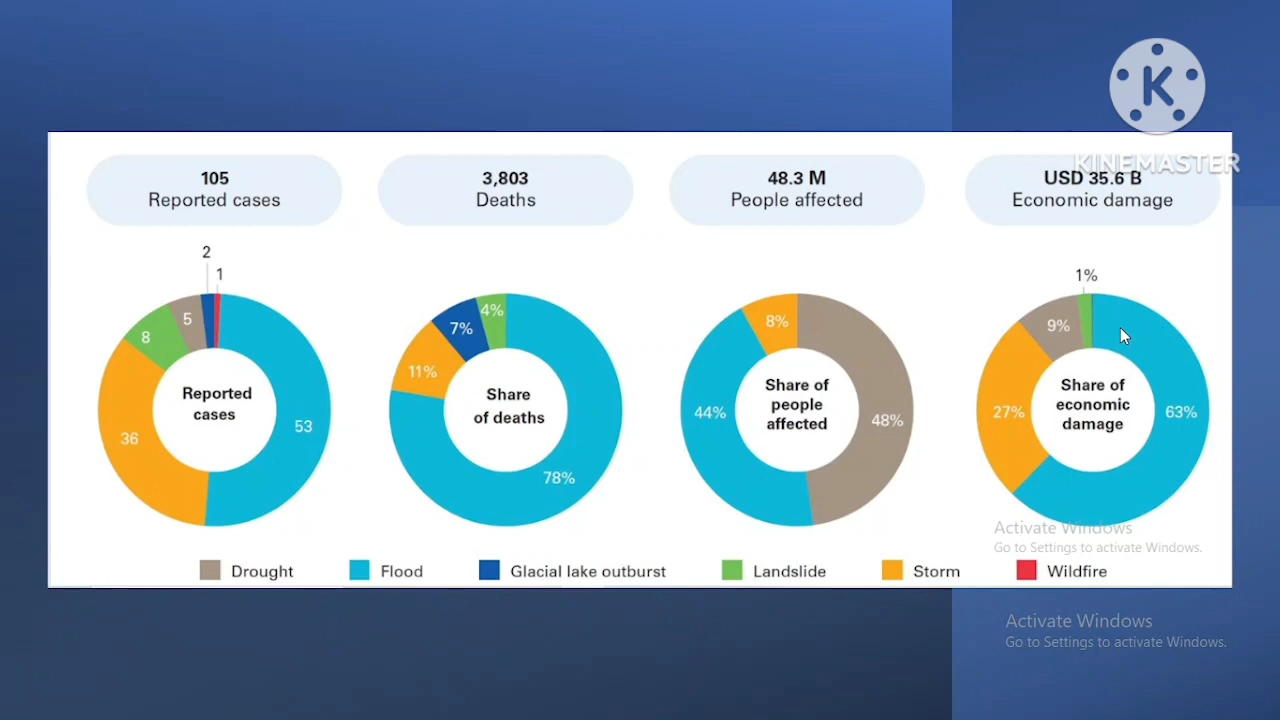 K
KINEMASTER
105
Reported cases
3,803
Deaths
48.3 M
People affected
USD 35.6 B
Economic damage
2
1
5
8
36
53
Reported
cases
4%
7%
11%
78%
Share
of deaths
8%
44%
48%
Share of
people
affected
1%
9%
27%
63%
Share of
economic
damage
Activate Windows
Go to Settings to activate Windows.
Drought
Flood
Glacial lake outburst
Landslide
Storm
Wildfire
Activate Windows
Go to Settings to activate Windows.